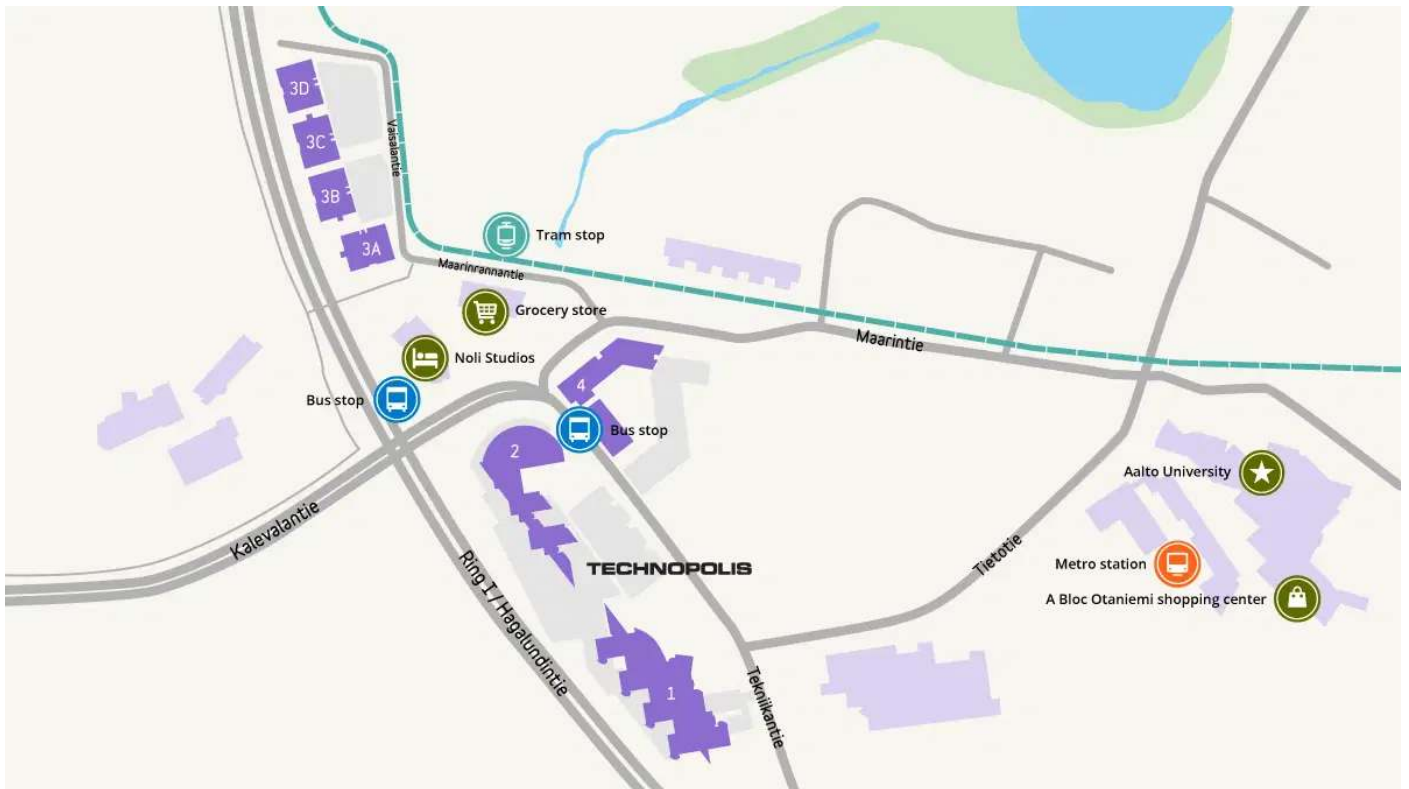 3D
3C
Vaisalantie
3B
3A
Tram stop
Maarinrannantie
Grocery store
Maarintie
Noli Studios
4
Bus stop
Bus stop
2
Aalto University
Kalevalantie
Ring I / Hagalundintie
TECHNOPOLIS
Tietotie
Metro station
A Bloc Otaniemi shopping center
1
Tekniikantie